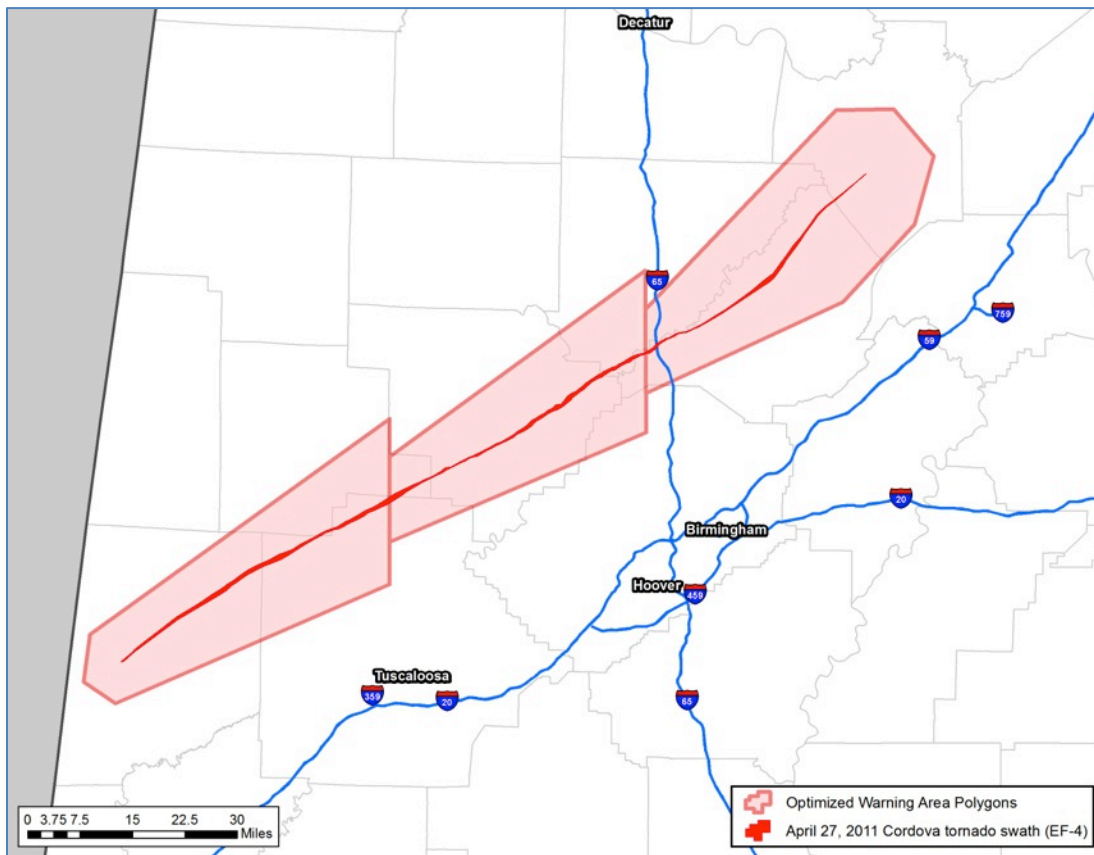 Decatur
65
759
59
20
Birmingham
Hoover
459
Tuscaloosa
359
20
65
0 3.75 7.5 15 22.5 30
Miles
Optimized Warning Area Polygons
April 27, 2011 Cordova tornado swath (EF-4)